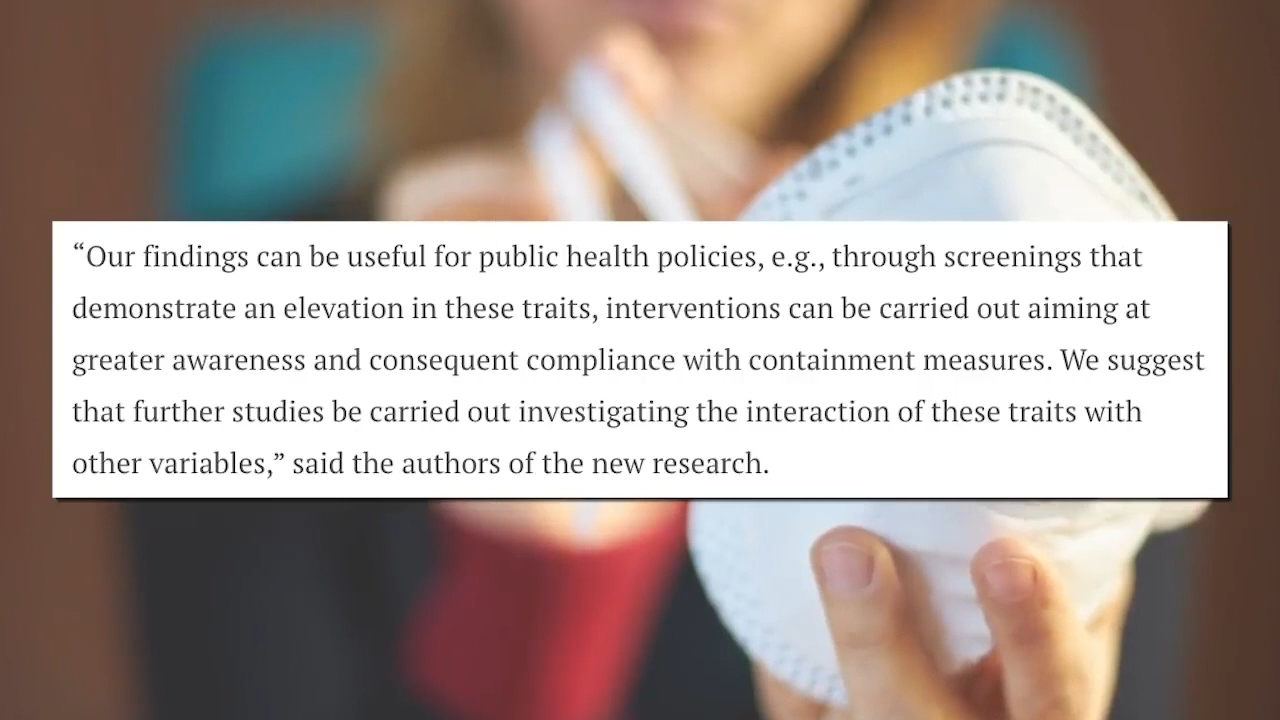 “Our findings can be useful for public health policies, e.g., through screenings that
demonstrate an elevation in these traits, interventions can be carried out aiming at
greater awareness and consequent compliance with containment measures. We suggest
that further studies be carried out investigating the interaction of these traits with
other variables,” said the authors of the new research.